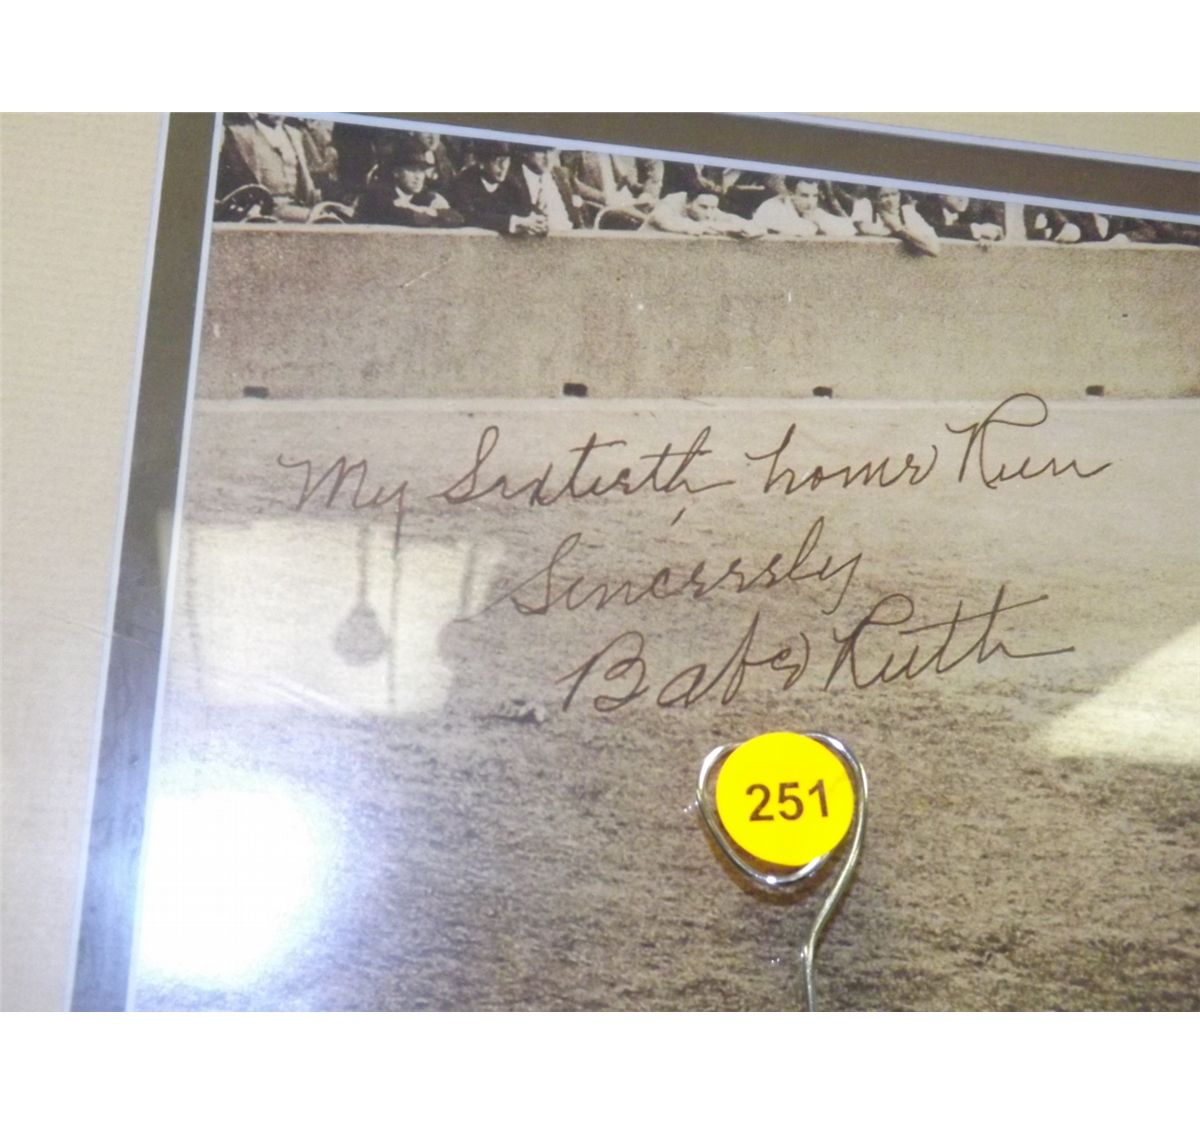 My Sixtieth home Run
Sincerely
Babe Ruth
251